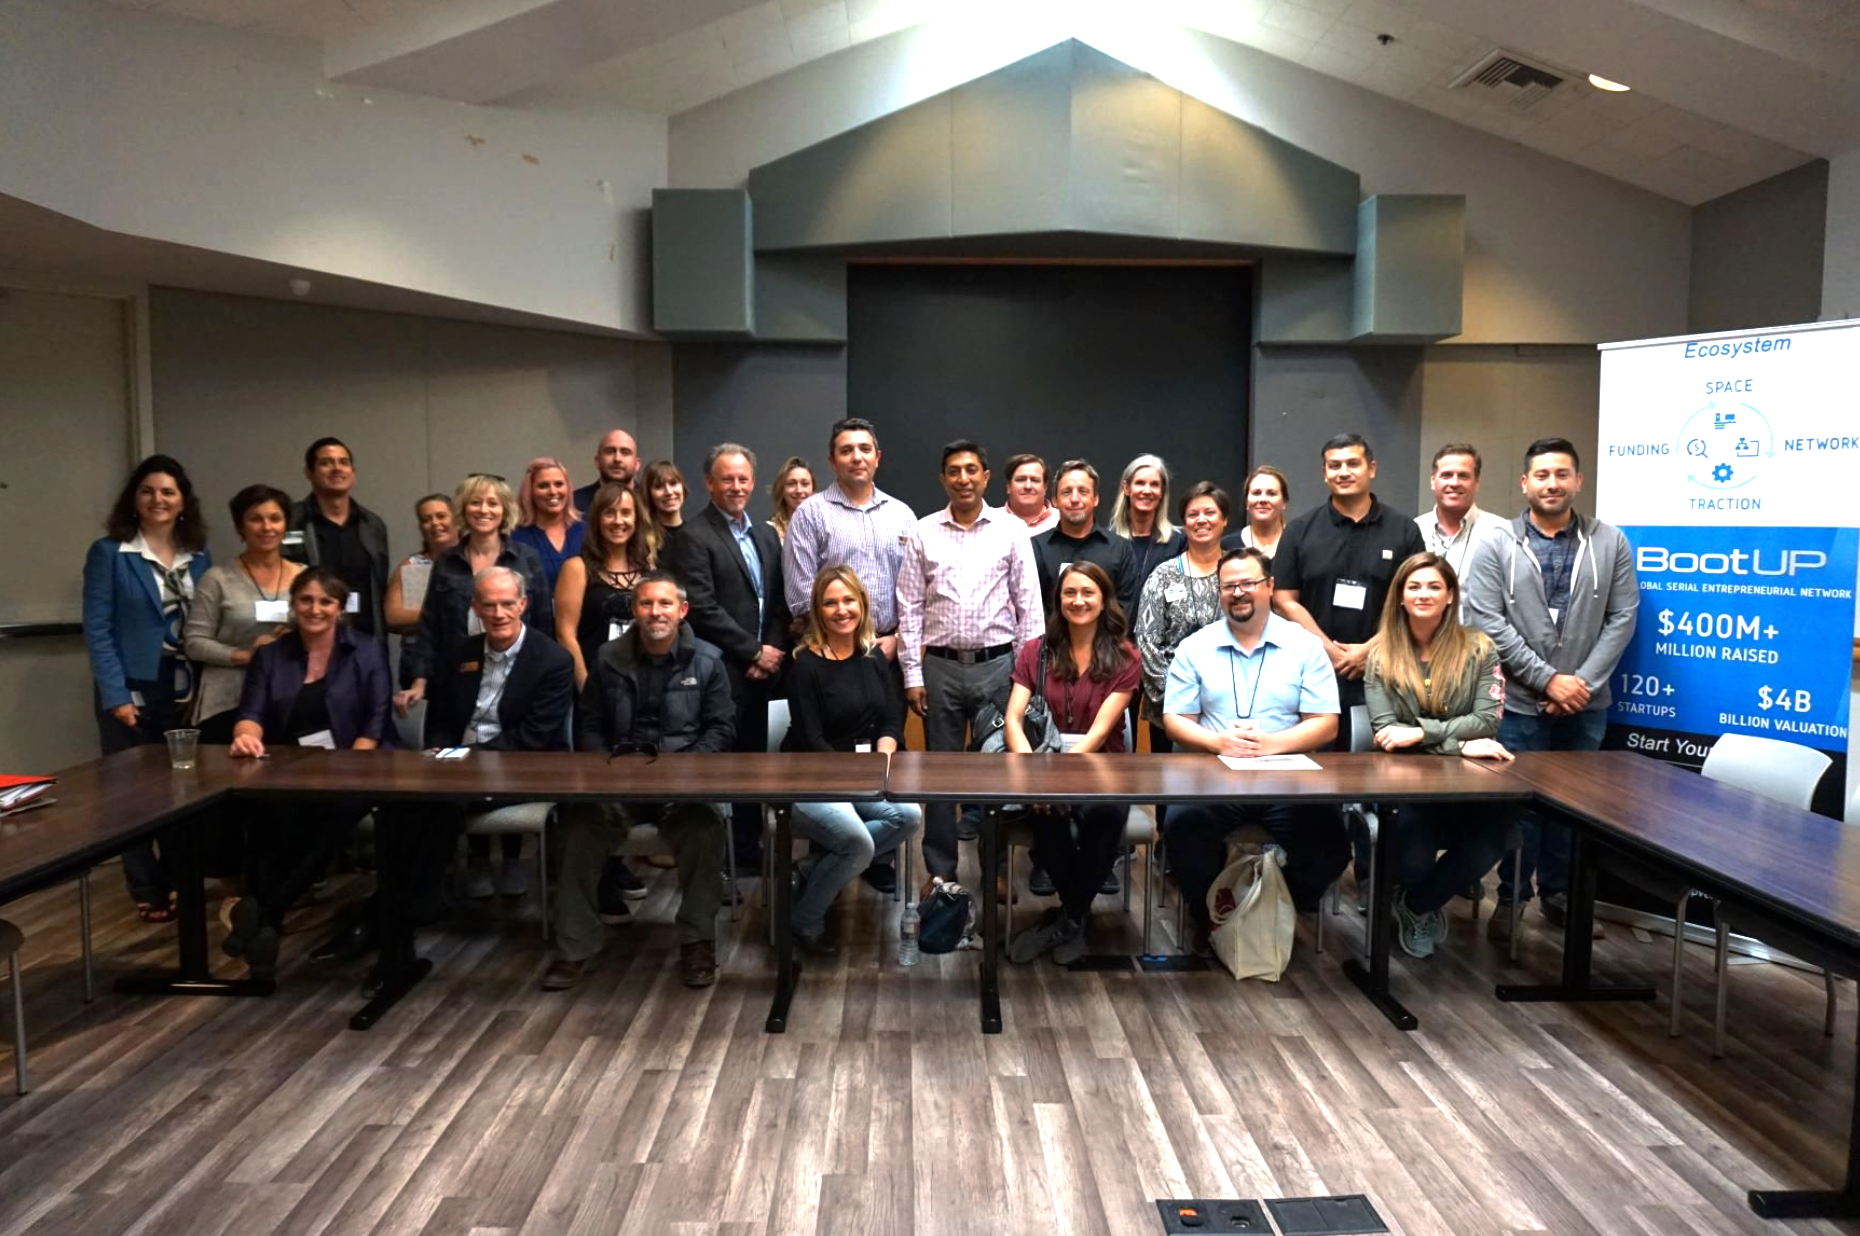 Ecosystem
SPACE
FUNDING
NETWORK
TRACTION
BootUP
OBAL SERIAL ENTREPRENEURIAL NETWORK
$400M+
MILLION RAISED
120+
STARTUPS
$4B
BILLION VALUATION
Start You